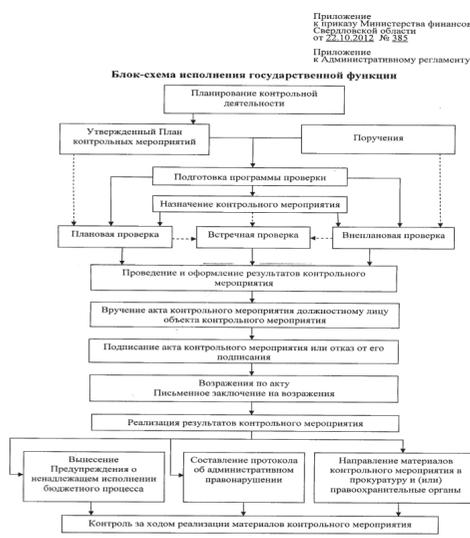 Приложение
к приказу Министерства финансов
Свердловской области
от 22.10.2012 № 385
Приложение
к Административному регламенту
Блок-схема исполнения государственной функции
Планирование контрольной
деятельности
Утвержденный План
контрольных мероприятий
Поручения
Подготовка программы проверки
Назначение контрольного мероприятия
Плановая проверка
Встречная проверка
Внеплановая проверка
Проведение и оформление результатов контрольного
мероприятия
Вручение акта контрольного мероприятия должностному лицу
объекта контрольного мероприятия
Подписание акта контрольного мероприятия или отказ от его
подписания
Возражения по акту
Письменное заключение на возражения
Реализация результатов контрольного мероприятия
Вынесение
Предупреждения о
ненадлежащем исполнении
бюджетного процесса
Составление протокола
об административном
правонарушении
Направление материалов
контрольного мероприятия в
прокуратуру и (или)
правоохранительные органы
Контроль за ходом реализации материалов контрольного мероприятия